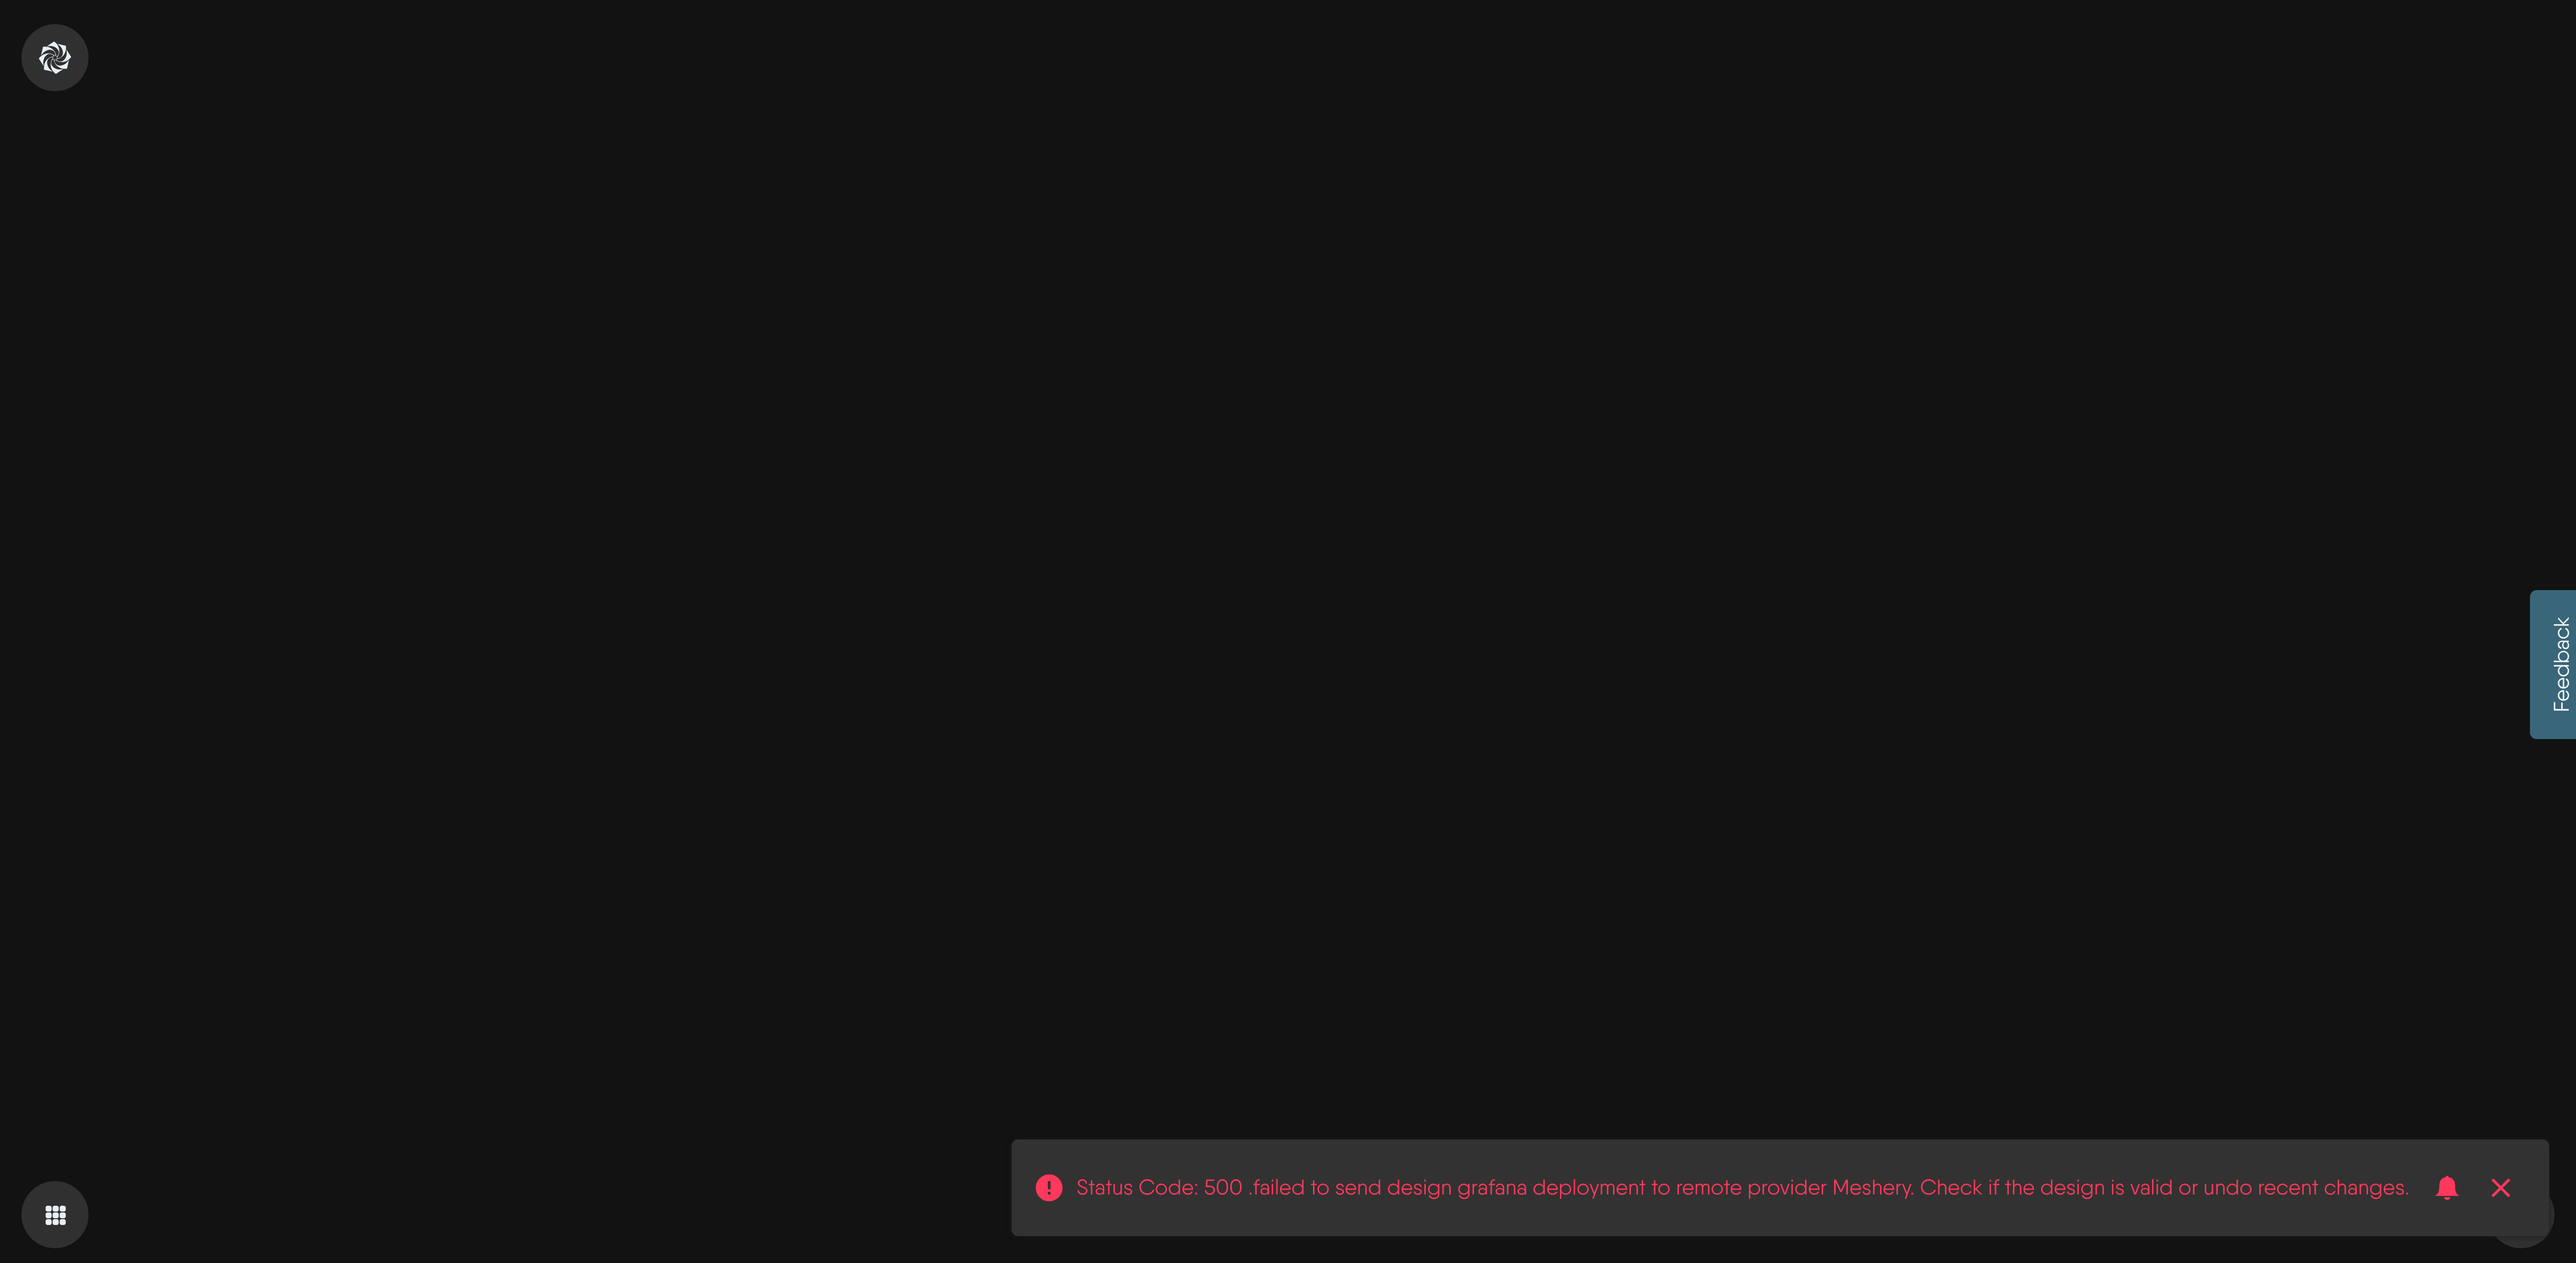 Feedback
Status Code: 500 .failed to send design grafana deployment to remote provider Meshery. Check if the design is valid or undo recent changes.